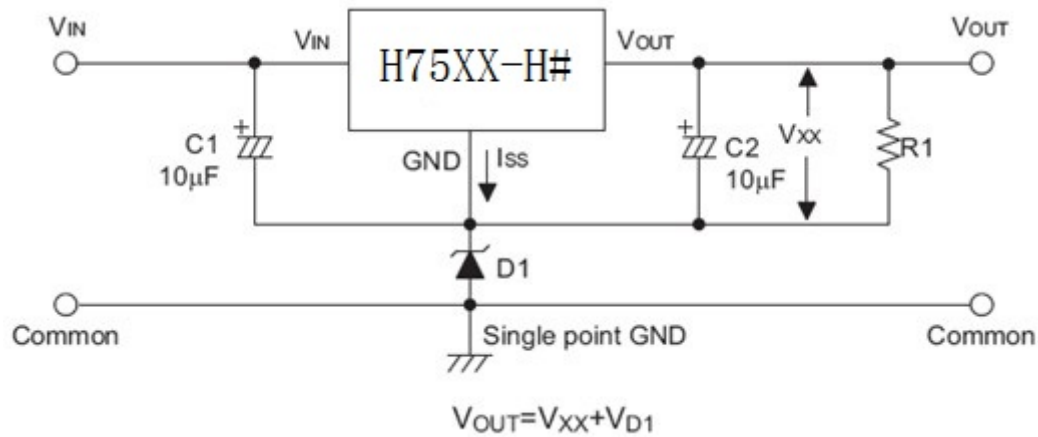 VIN
VIN
H75XX-H#
VOUT
VOUT
C1
10μF
GND
ISS
C2
10μF
VXX
R1
D1
Common
Single point GND
Common
VOUT=VXX+VD1